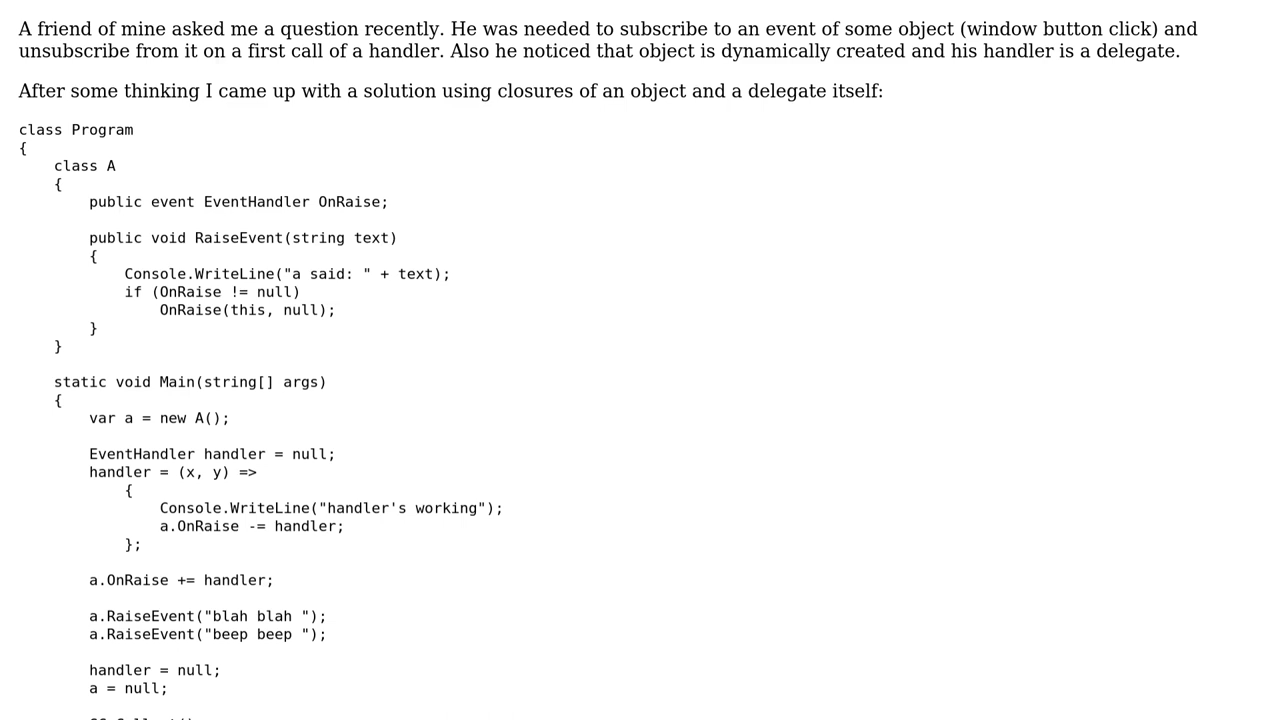 A friend of mine asked me a question recently. He was needed to subscribe to an event of some object (window button click) and
unsubscribe from it on a first call of a handler. Also he noticed that object is dynamically created and his handler is a delegate.
After some thinking I came up with a solution using closures of an object and a delegate itself:
class Program
{
    class A
    {
        public event EventHandler OnRaise;
        public void RaiseEvent(string text)
        {
            Console.WriteLine("a said: " + text);
            if (OnRaise != null)
                OnRaise(this, null);
        }
    }
    static void Main(string[] args)
    {
        var a = new A();
        EventHandler handler = null;
        handler = (x, y) =>
            {
                Console.WriteLine("handler's working");
                a.OnRaise -= handler;
            };
        a.OnRaise += handler;
        a.RaiseEvent("blah blah ");
        a.RaiseEvent("beep beep ");
        handler = null;
        a = null;